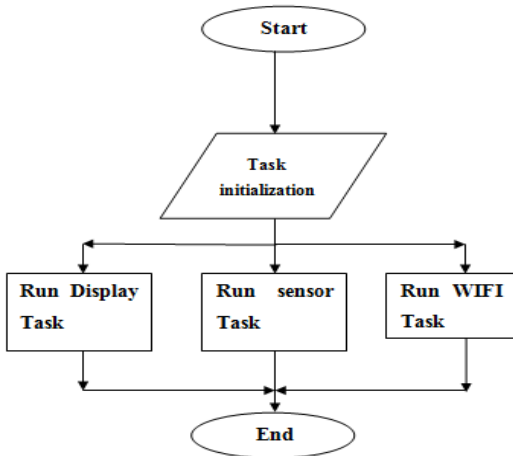 Start
Task
initialization
Run Display
Task
Run sensor
Task
Run WIFI
Task
End